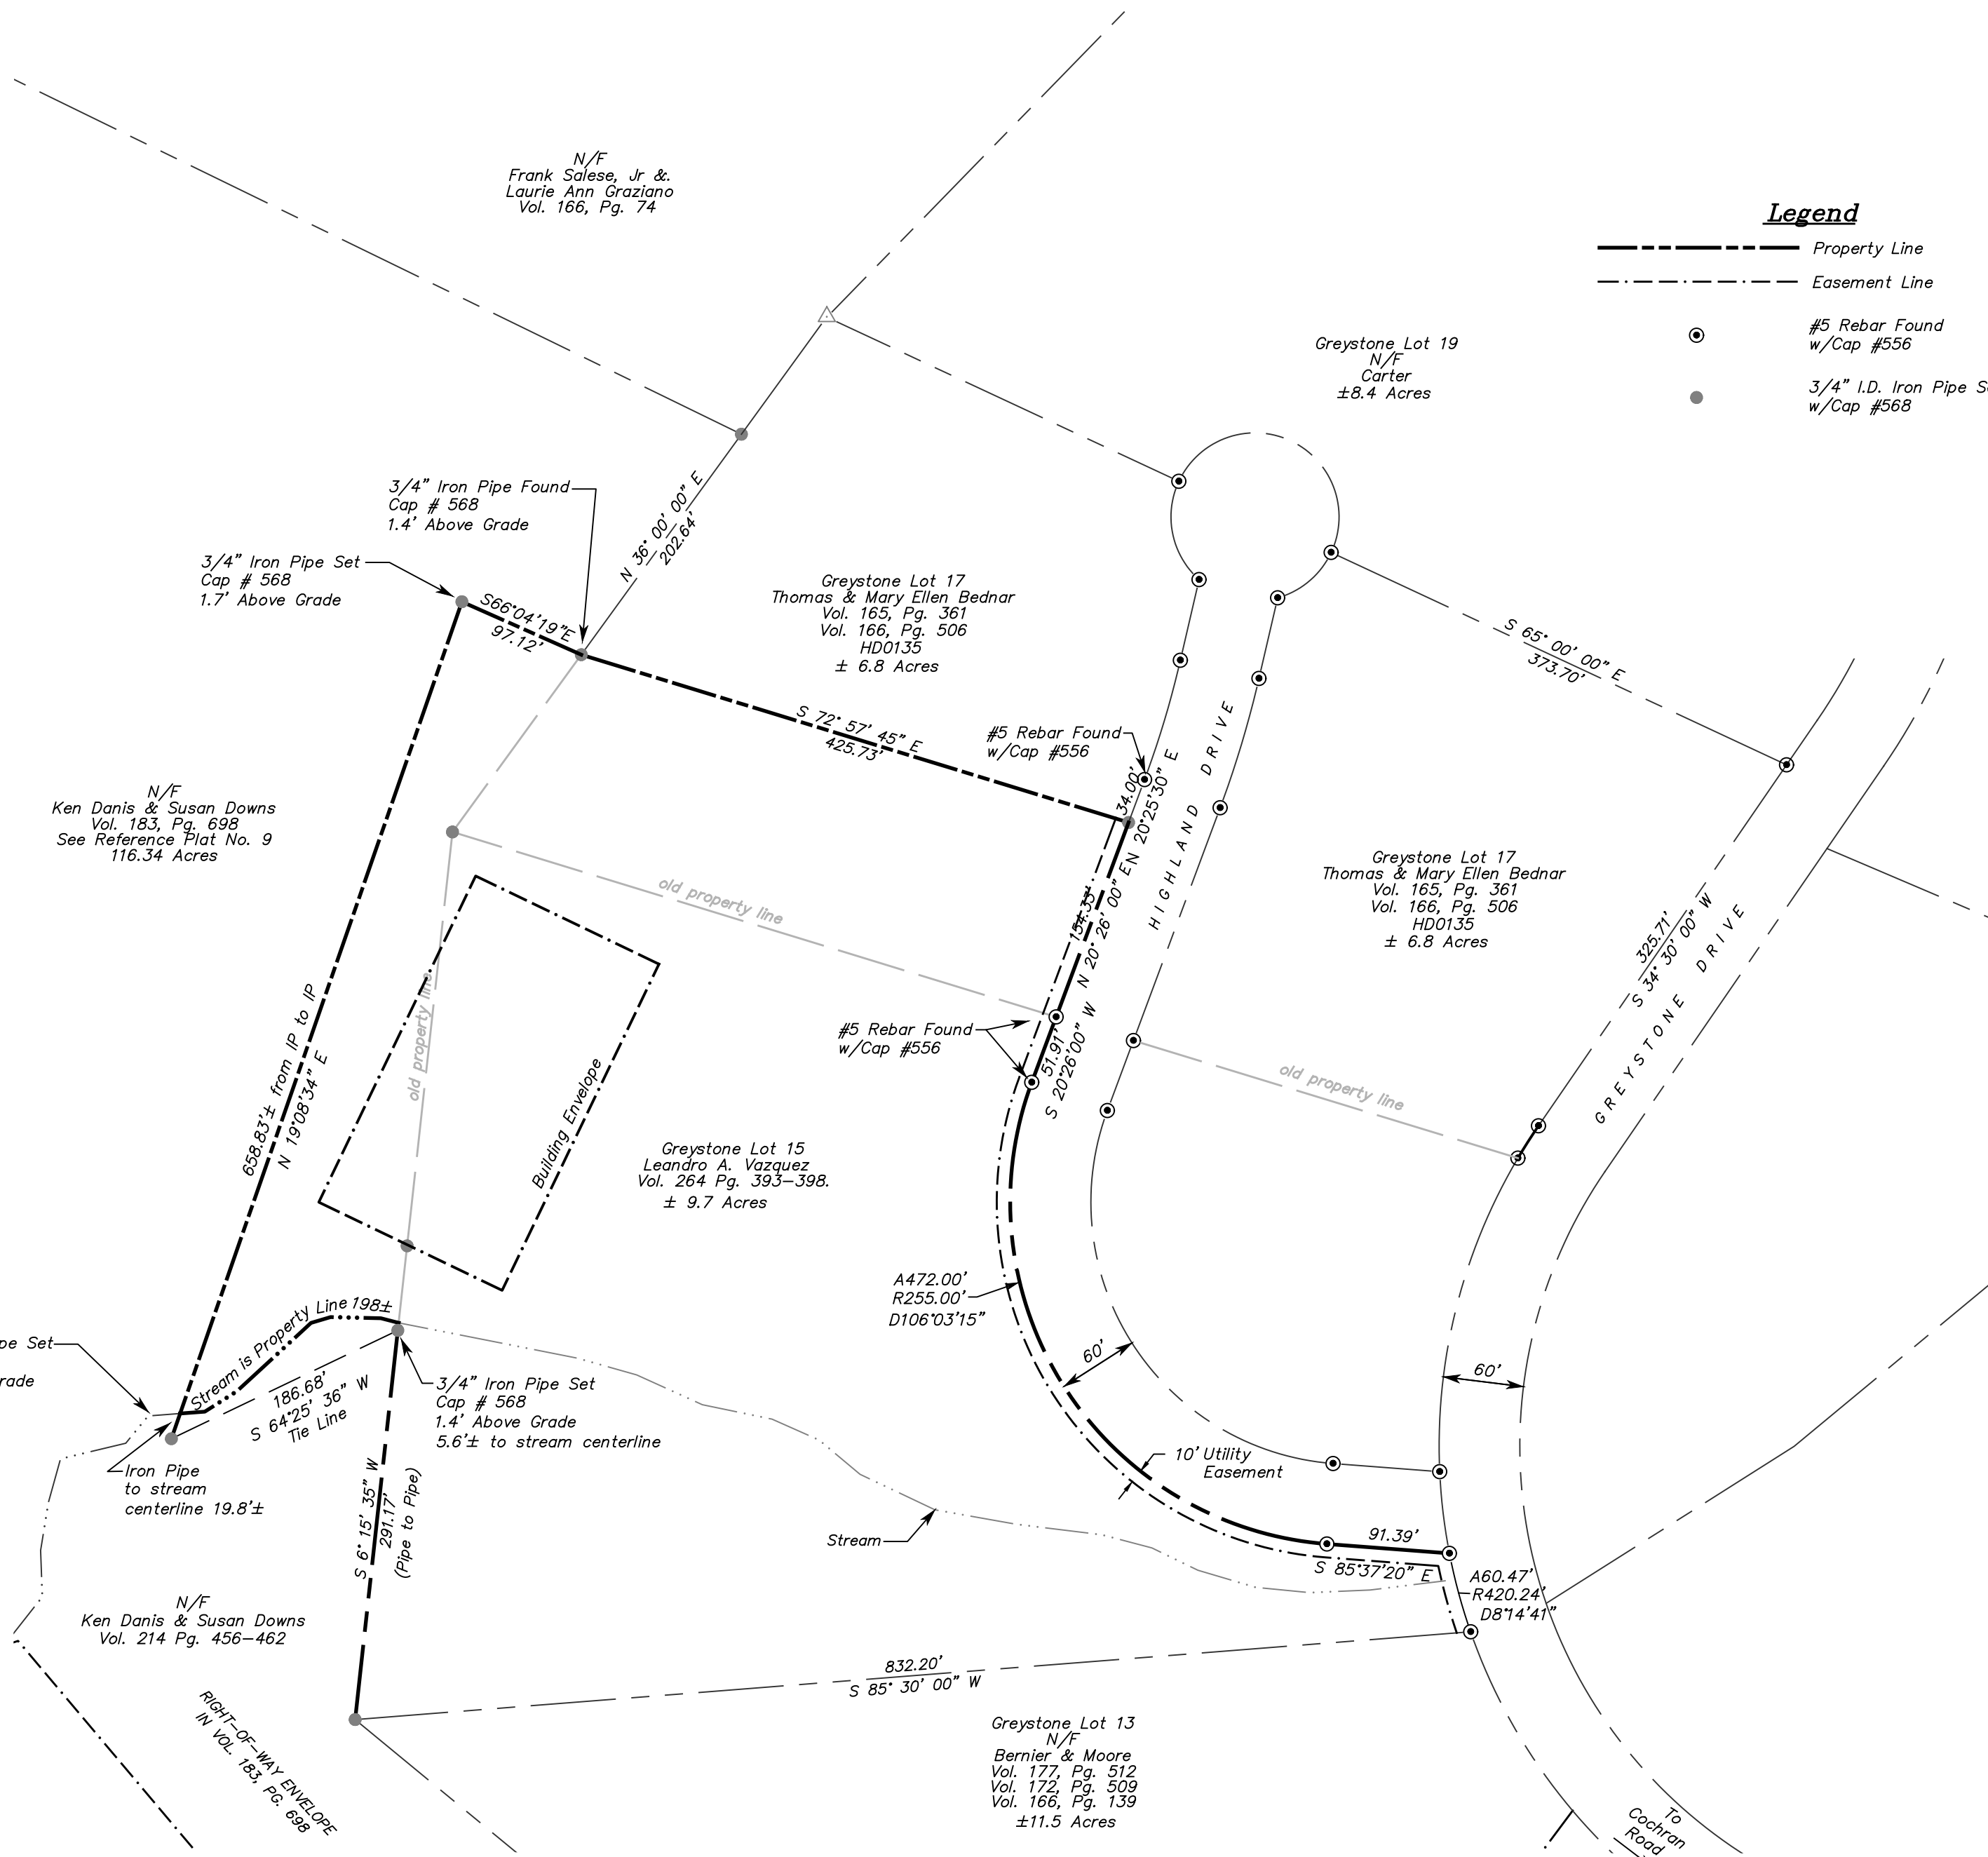 N/F
Frank Salese, Jr &.
Laurie Ann Graziano
Vol. 166, Pg. 74
Legend
Property Line
Easement Line
#5 Rebar Found
w/Cap #556
3/4" I.D. Iron Pipe
w/Cap #568
Greystone Lot 19
N/F
Carter
±8.4 Acres
3/4" Iron Pipe Found
Cap # 568
1.4' Above Grade
N 36° 00' 00" E
202.64'
3/4" Iron Pipe Set
Cap # 568
1.7' Above Grade
S66°04'19"E
97.12'
Greystone Lot 17
Thomas & Mary Ellen Bednar
Vol. 165, Pg. 361
Vol. 166, Pg. 506
HD0135
± 6.8 Acres
S 65° 00' 00" E
373.70'
S 72° 57' 45" E
425.73'
#5 Rebar Found
w/Cap #556
34.00'
N 20°25'30" E
HIGHLAND DRIVE
N/F
Ken Danis & Susan Downs
Vol. 183, Pg. 698
See Reference Plat No. 9
116.34 Acres
old property line
154.33'
N 20° 26' 00" E
Greystone Lot 17
Thomas & Mary Ellen Bednar
Vol. 165, Pg. 361
Vol. 166, Pg. 506
HD0135
± 6.8 Acres
325.71'
S 34° 30' 00" W
GREYSTONE DRIVE
658.83'± from IP to IP
N 19°08'34" E
old property line
Building Envelope
#5 Rebar Found
w/Cap #556
51.91'
S 20°26'00" W
old property line
Greystone Lot 15
Leandro A. Vazquez
Vol. 264 Pg. 393-398.
± 9.7 Acres
A472.00'
R255.00'
D106°03'15"
60'
60'
Stream is Property Line 198±
186.68'
S 64°25' 36" W
Tie Line
pe Set
rade
3/4" Iron Pipe Set
Cap # 568
1.4' Above Grade
5.6'± to stream centerline
Iron Pipe
to stream
centerline 19.8'±
S 6° 15' 35" W
291.17'
(Pipe to Pipe)
10' Utility
Easement
Stream
91.39'
S 85°37'20" E
A60.47'
R420.24'
D8°14'41"
N/F
Ken Danis & Susan Downs
Vol. 214 Pg. 456-462
832.20'
S 85° 30' 00" W
RIGHT-OF-WAY ENVELOPE
IN VOL. 183, PG. 698
Greystone Lot 13
N/F
Bernier & Moore
Vol. 177, Pg. 512
Vol. 172, Pg. 509
Vol. 166, Pg. 139
±11.5 Acres
To
Cochran
Road